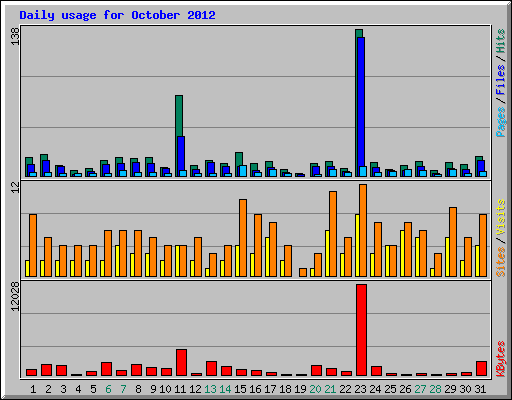 Daily usage for October 2012
138
Pages / Files / Hits
12
Sites / Visits
12028
KBytes
1 2 3 4 5 6 7 8 9 10 11 12 13 14 15 16 17 18 19 20 21 22 23 24 25 26 27 28 29 30 31